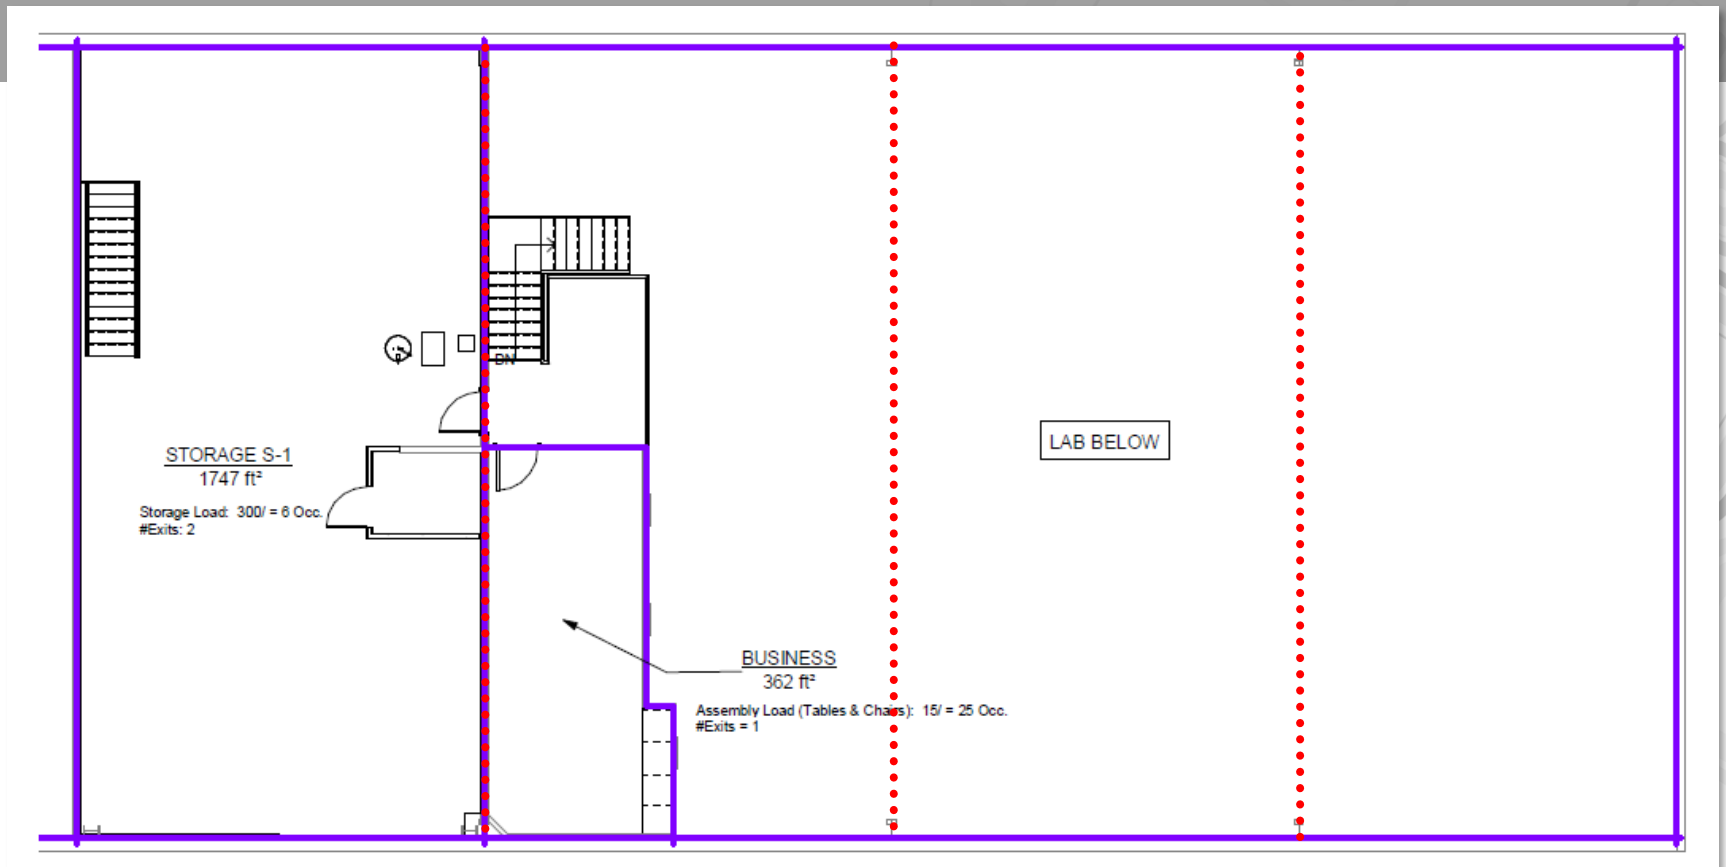 DN
LAB BELOW
STORAGE S-1
1747 ft²
Storage Load: 300/ = 6 Occ.
#Exits: 2
BUSINESS
362 ft²
Assembly Load (Tables & Chairs): 15/ = 25 Occ.
#Exits = 1